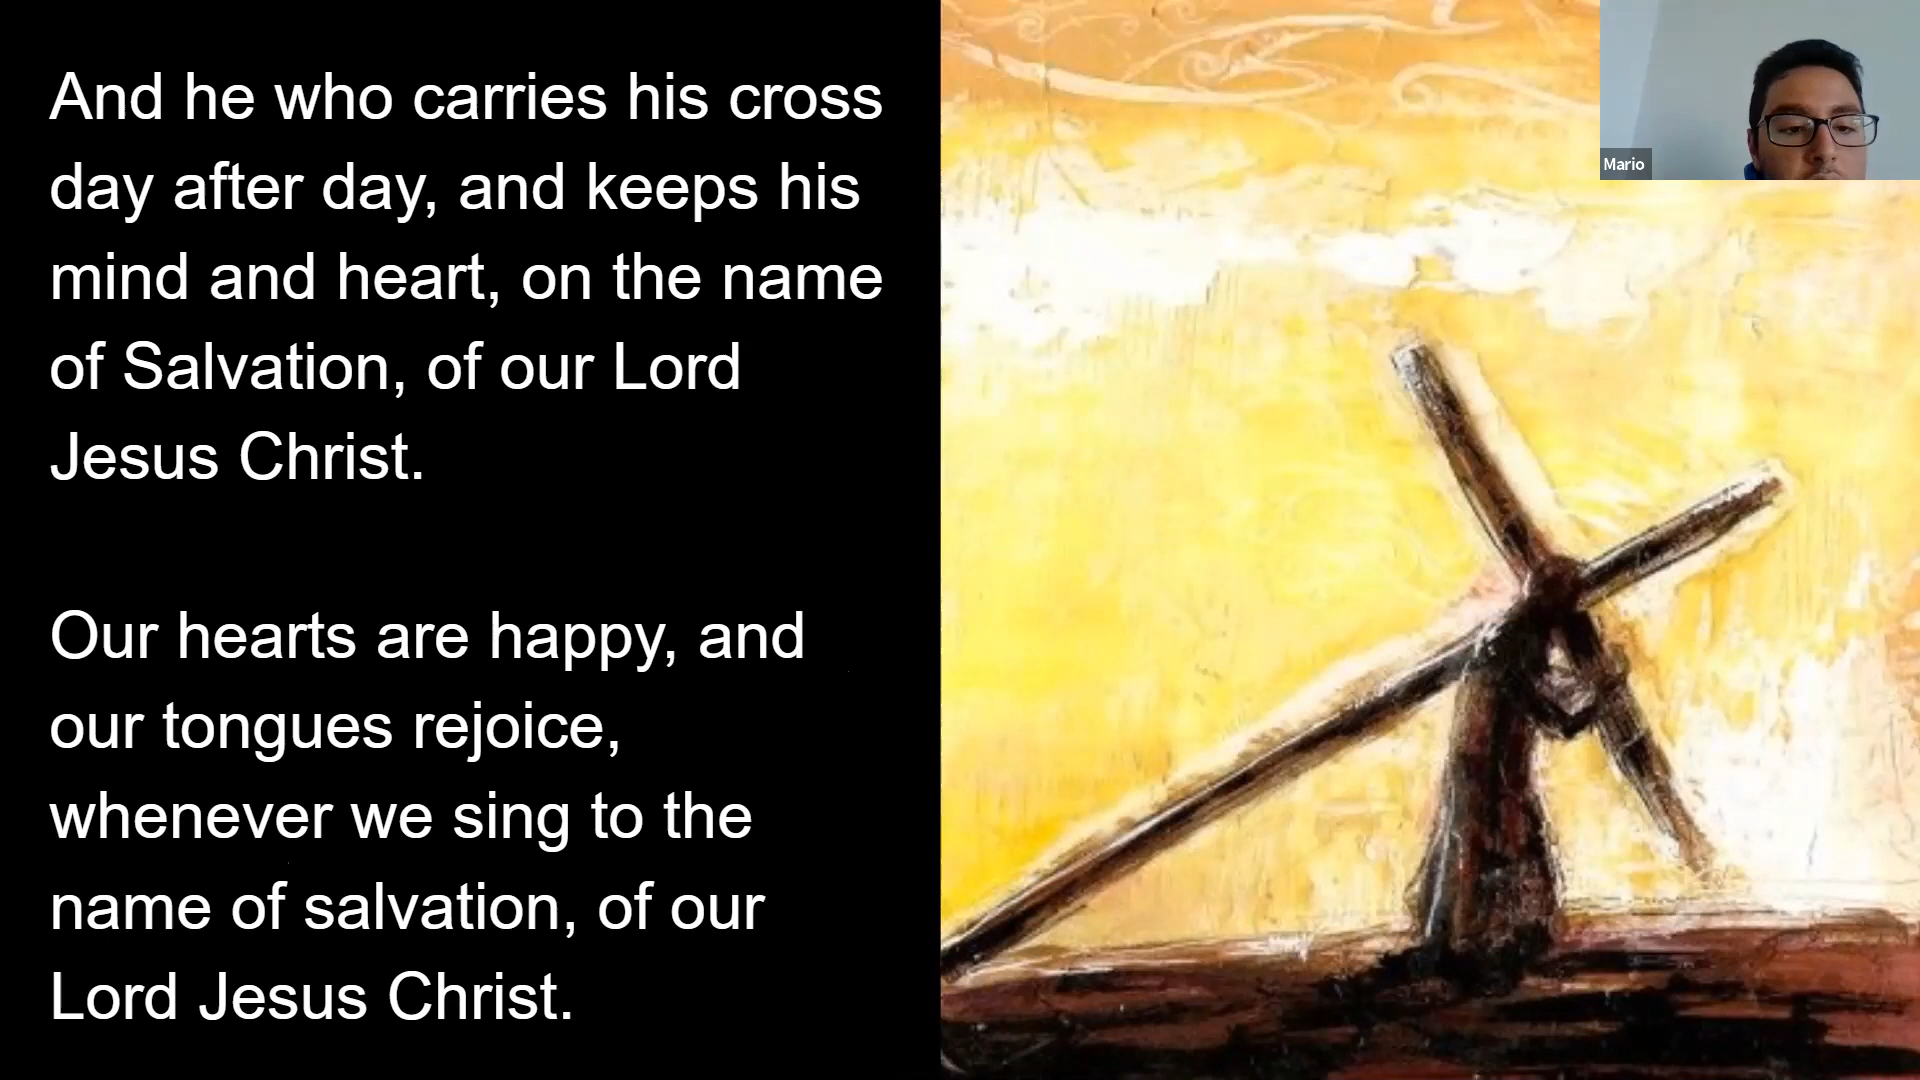 And he who carries his cross
day after day, and keeps his
mind and heart, on the name
of Salvation, of our Lord
Jesus Christ.
Our hearts are happy, and
our tongues rejoice,
whenever we sing to the
name of salvation, of our
Lord Jesus Christ.
Mario